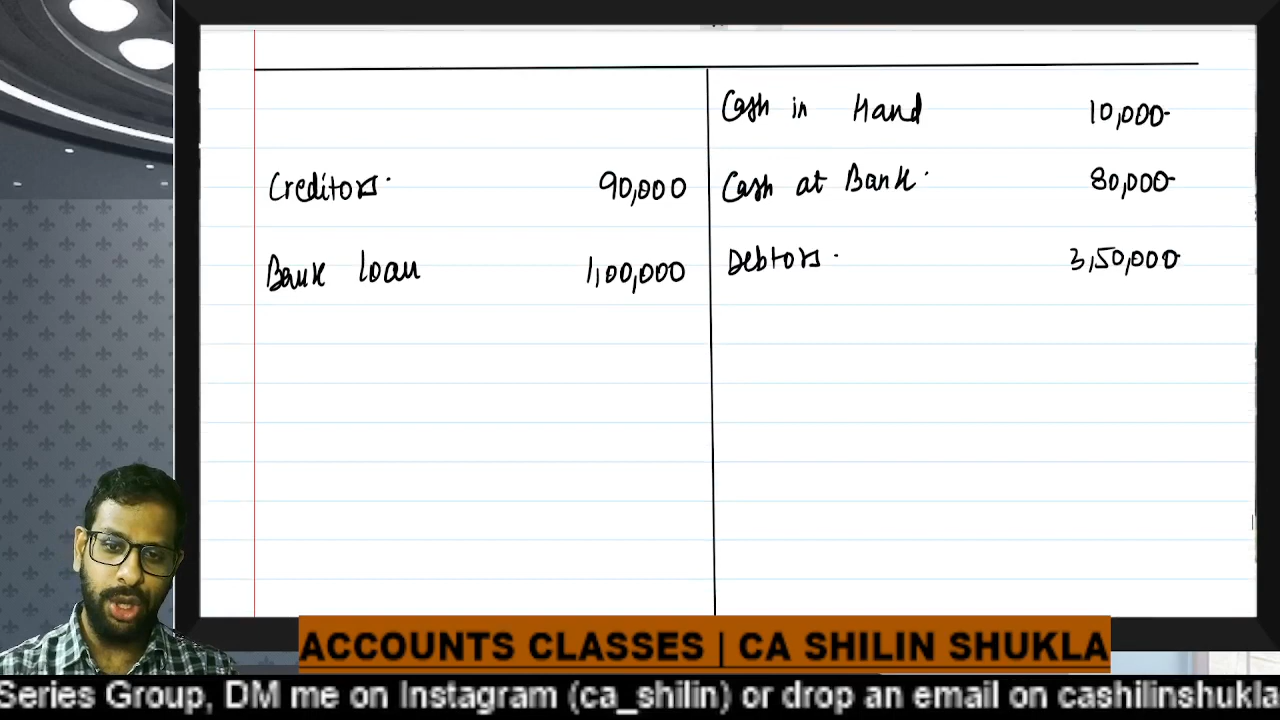 Cash in Hand 10,000
Creditors 90,000 Cash at Bank 80,000
Bank Loan 1,00,000 Debtors 3,50,000
ACCOUNTS CLASSES | CA SHILIN SHUKLA
Series Group, DM me on Instagram (ca_shilin) or drop an email on cashilinshukla